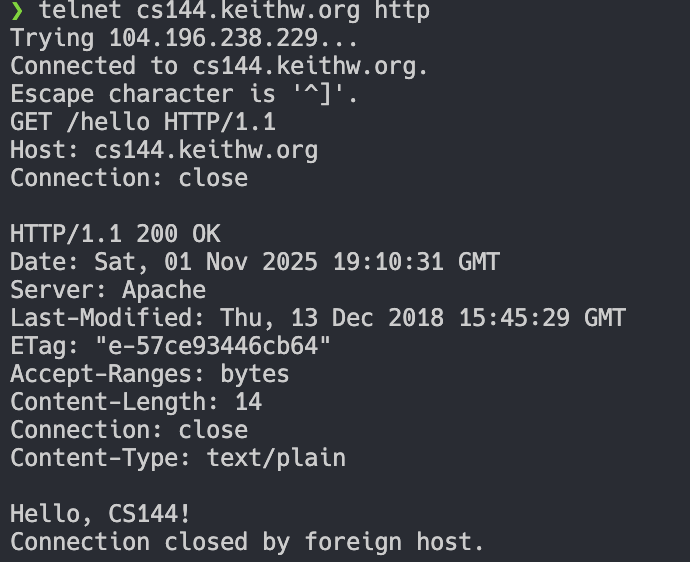 ❯ telnet cs144.keithw.org http
Trying 104.196.238.229...
Connected to cs144.keithw.org.
Escape character is '^]'.
GET /hello HTTP/1.1
Host: cs144.keithw.org
Connection: close

HTTP/1.1 200 OK
Date: Sat, 01 Nov 2025 19:10:31 GMT
Server: Apache
Last-Modified: Thu, 13 Dec 2018 15:45:29 GMT
ETag: "e-57ce93446cb64"
Accept-Ranges: bytes
Content-Length: 14
Connection: close
Content-Type: text/plain

Hello, CS144!
Connection closed by foreign host.